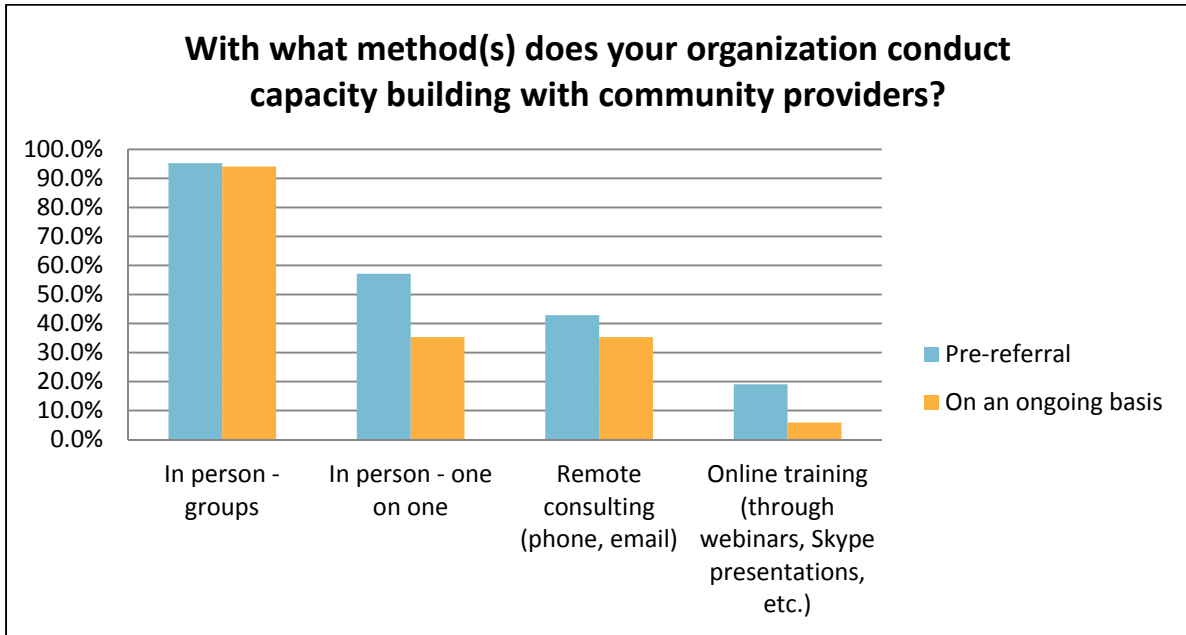 With what method(s) does your organization conduct
capacity building with community providers?
100.0%
90.0%
80.0%
70.0%
60.0%
50.0%
40.0%
30.0%
20.0%
10.0%
0.0%
In person -
groups
In person - one
on one
Remote
consulting
(phone, email)
Online training
(through
webinars, Skype
presentations,
etc.)
Pre-referral
On an ongoing basis